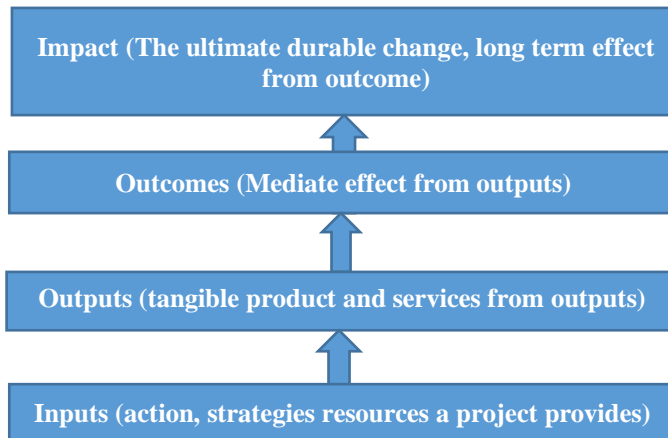 Impact (The ultimate durable change, long term effect
from outcome)
Outcomes (Mediate effect from outputs)
Outputs (tangible product and services from outputs)
Inputs (action, strategies resources a project provides)